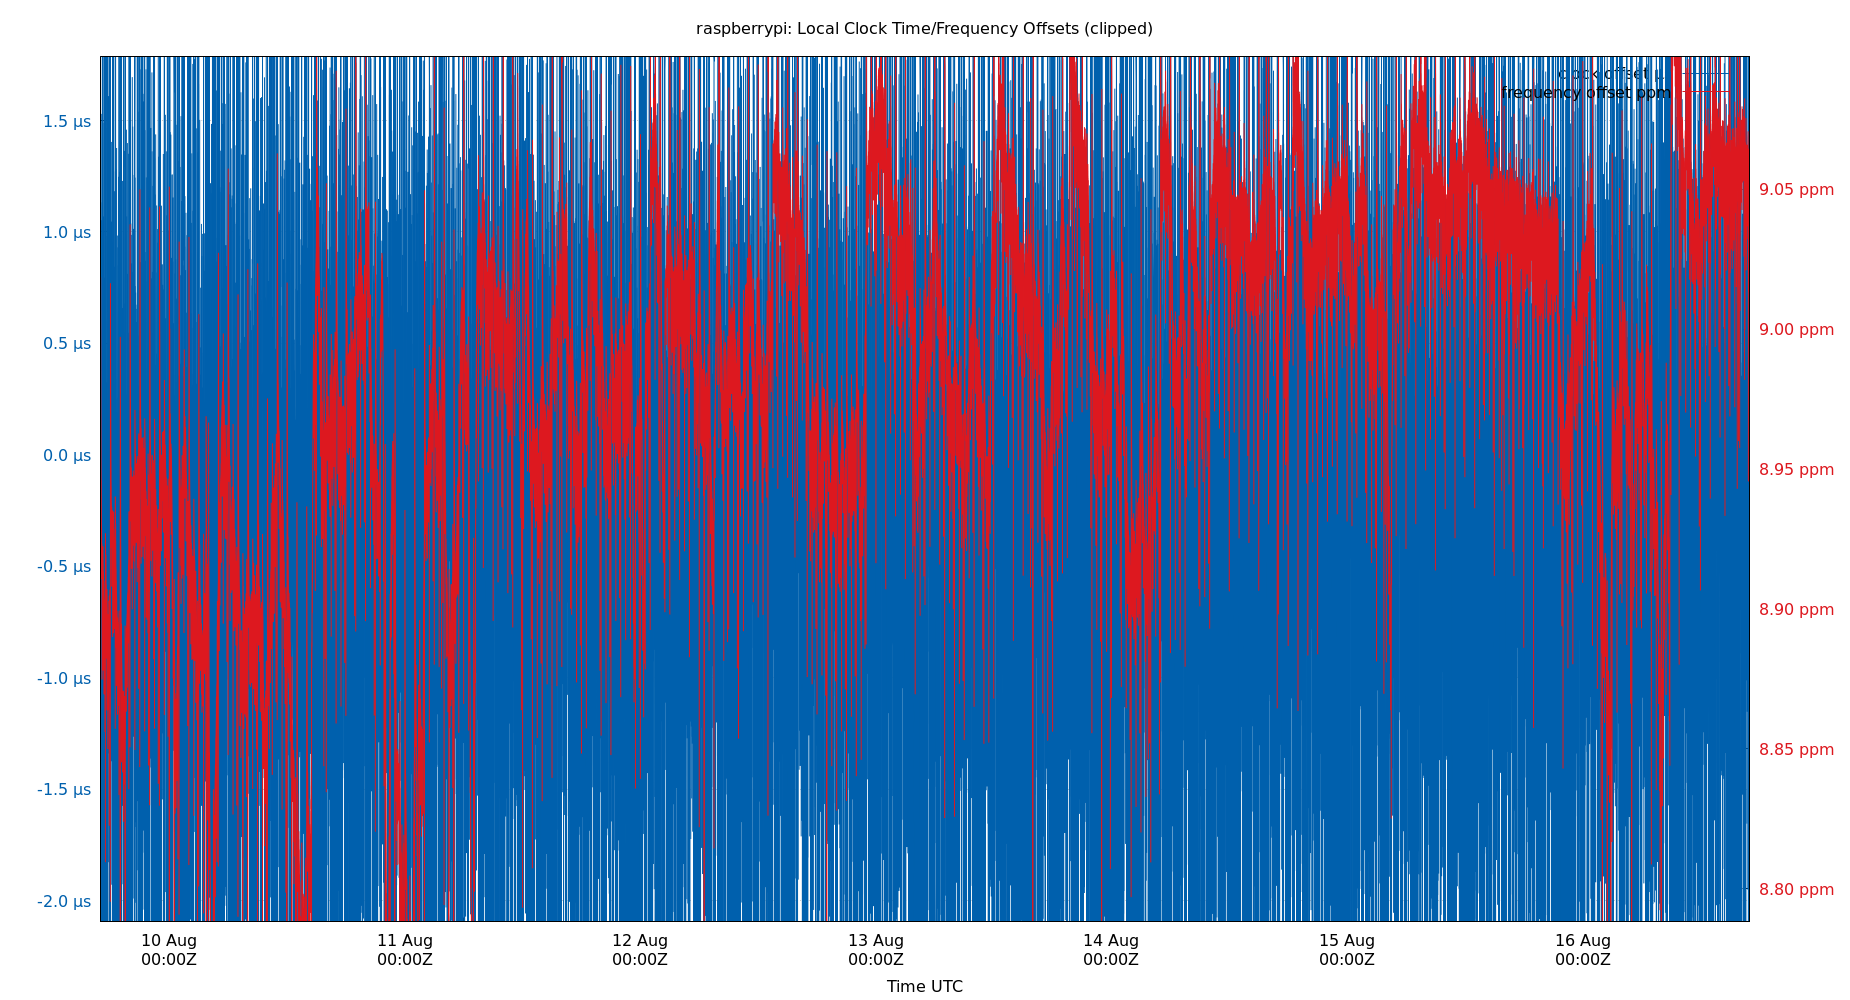 raspberrypi: Local Clock Time/Frequency Offsets (clipped)
clock offset
frequency offset ppm
1.5 µs
1.0 µs
0.5 µs
0.0 µs
-0.5 µs
-1.0 µs
-1.5 µs
-2.0 µs
9.05 ppm
9.00 ppm
8.95 ppm
8.90 ppm
8.85 ppm
8.80 ppm
10 Aug 11 Aug 12 Aug 13 Aug 14 Aug 15 Aug 16 Aug
00:00Z 00:00Z 00:00Z 00:00Z 00:00Z 00:00Z 00:00Z
Time UTC